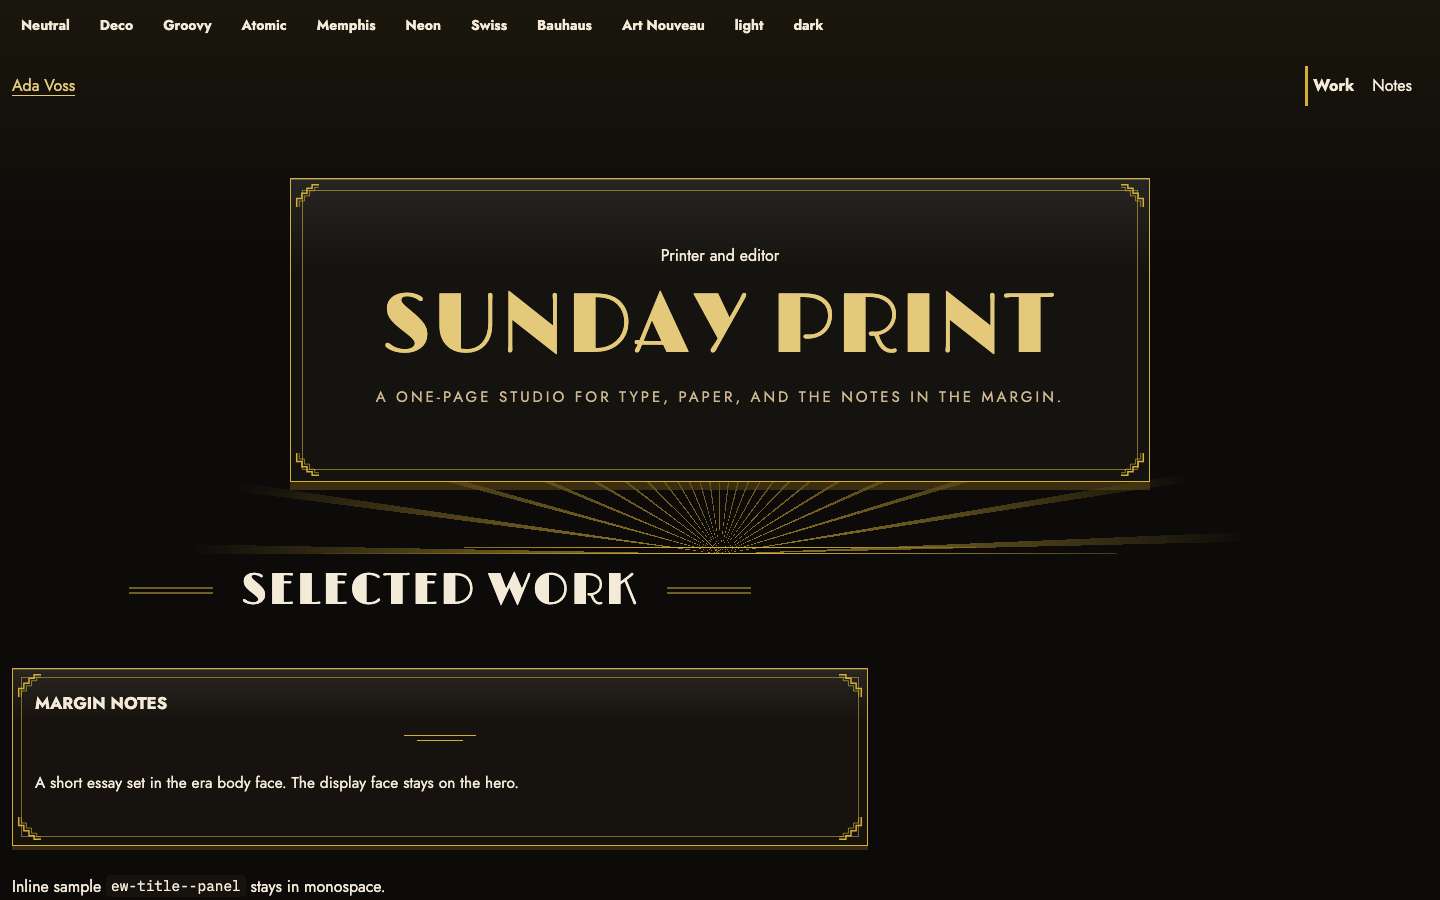 Neutral Deco Groovy Atomic Memphis Neon Swiss Bauhaus Art Nouveau light dark
Ada Voss Work Notes
Printer and editor
SUNDAY PRINT
A ONE-PAGE STUDIO FOR TYPE, PAPER, AND THE NOTES IN THE MARGIN.
SELECTED WORK
MARGIN NOTES
A short essay set in the era body face. The display face stays on the hero.
Inline sample ew-title--panel stays in monospace.